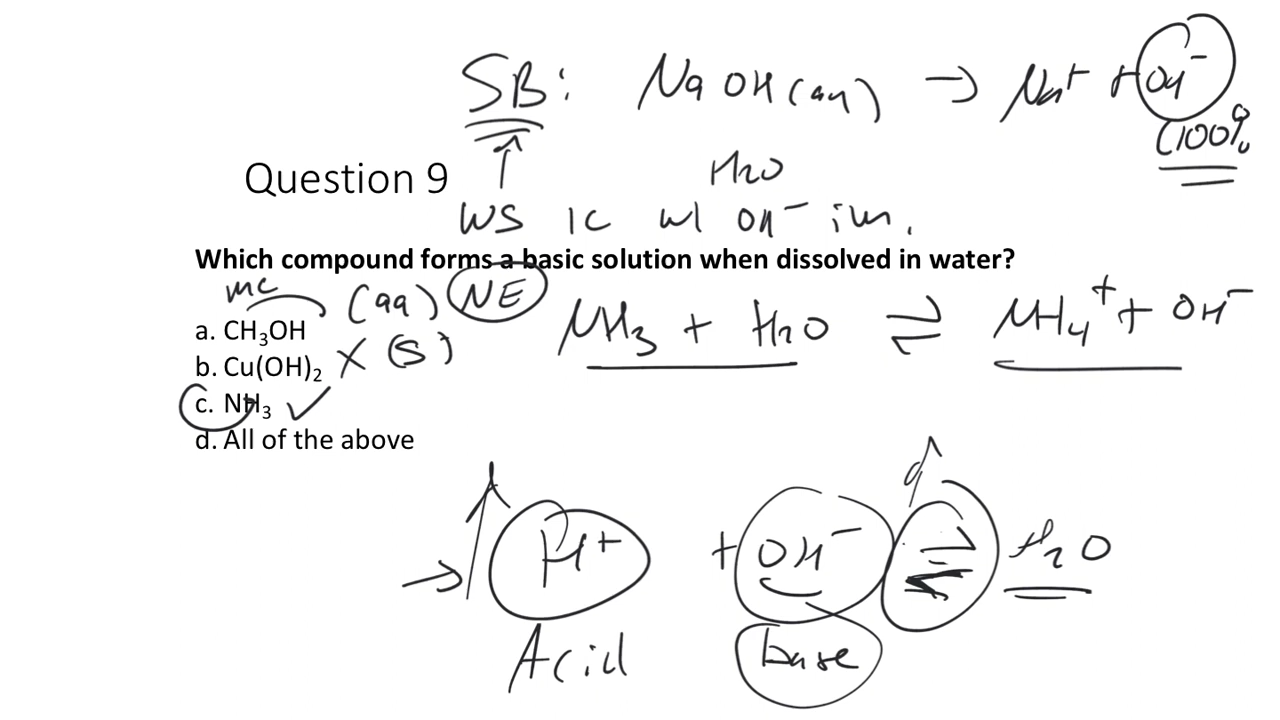 SB: NaOH(aq) → Na⁺ + OH⁻
(100%
Question 9
H₂O
WS IC w/ OH⁻ im.
Which compound forms a basic solution when dissolved in water?
mc (aq) NE
a. CH₃OH
NH₃ + H₂O ⇌ NH₄⁺ + OH⁻
b. Cu(OH)₂ X (s)
c. NH₃ ✓
d. All of the above
H⁺ + OH⁻ ⇌ H₂O
Acid base